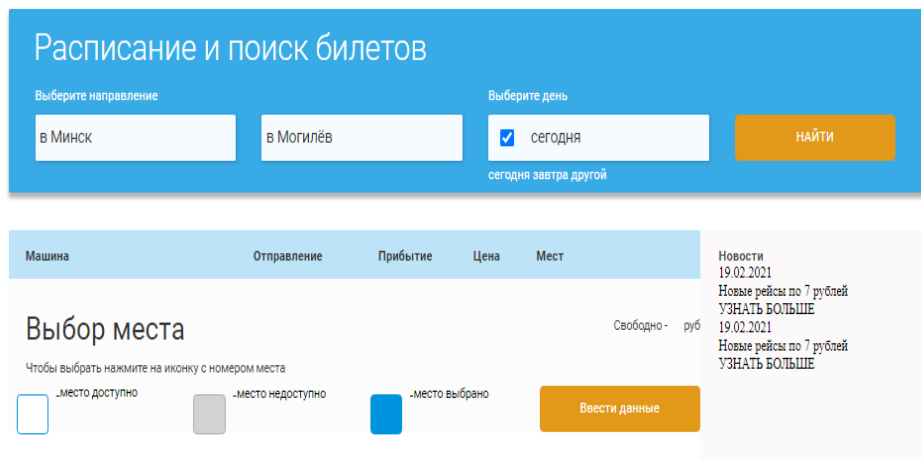 Расписание и поиск билетов
Выберите направление Выберите день
в Минск в Могилёв сегодня НАЙТИ
сегодня завтра другой
Машина Отправление Прибытие Цена Мест
Выбор места
Свободно - руб
Чтобы выбрать нажмите на иконку с номером места
-место доступно -место недоступно -место выбрано
Ввести данные
Новости
19.02.2021
Новые рейсы по 7 рублей
УЗНАТЬ БОЛЬШЕ
19.02.2021
Новые рейсы по 7 рублей
УЗНАТЬ БОЛЬШЕ